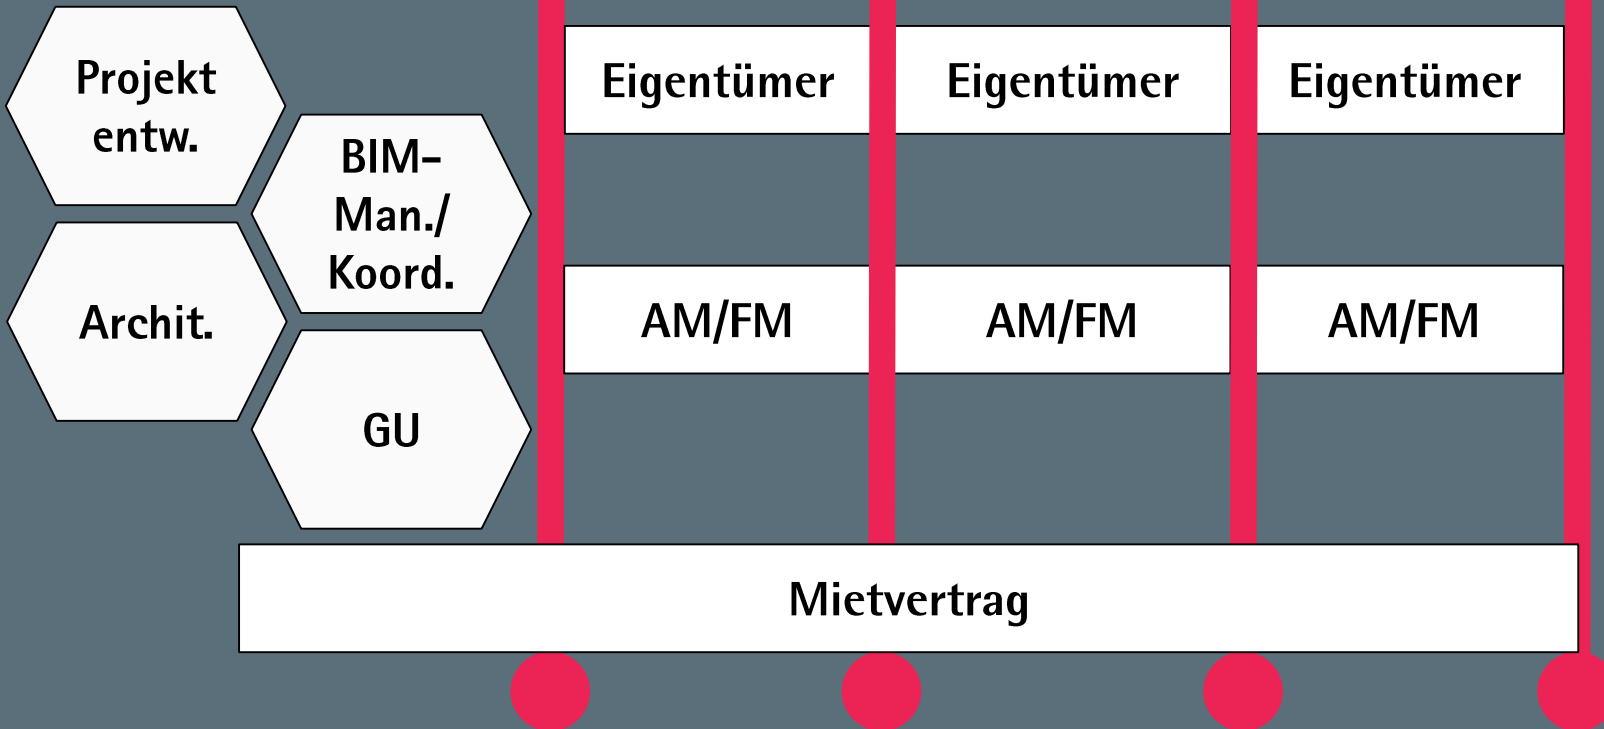 Projekt
entw.
BIM-
Man./
Koord.
Archit.
GU
Eigentümer
Eigentümer
Eigentümer
AM/FM
AM/FM
AM/FM
Mietvertrag